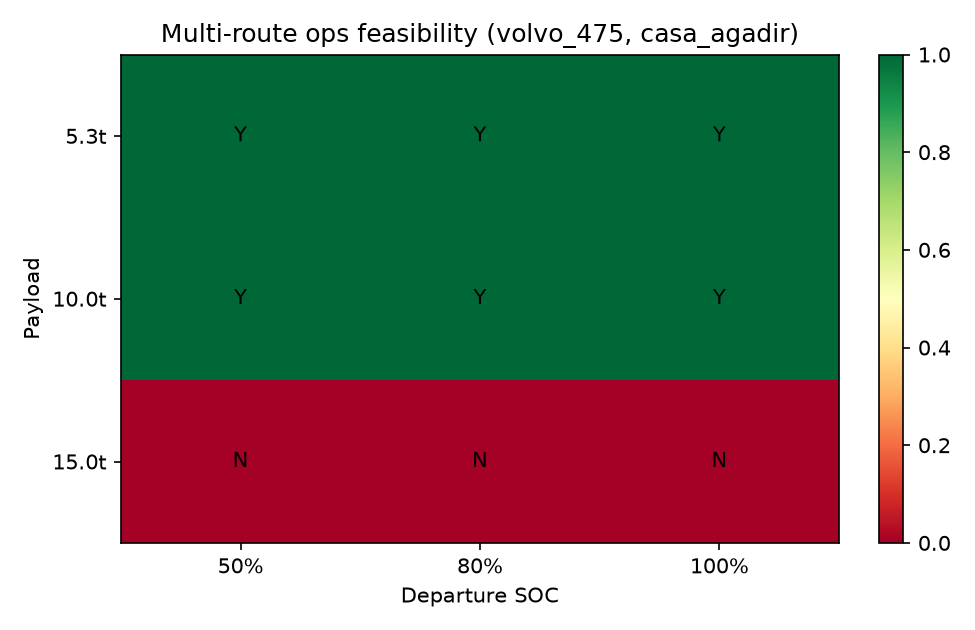 Multi-route ops feasibility (volvo_475, casa_agadir)
1.0
5.3t Y Y Y
0.8
0.6
Payload
10.0t Y Y Y
0.4
0.2
15.0t N N N
0.0
50% 80% 100%
Departure SOC